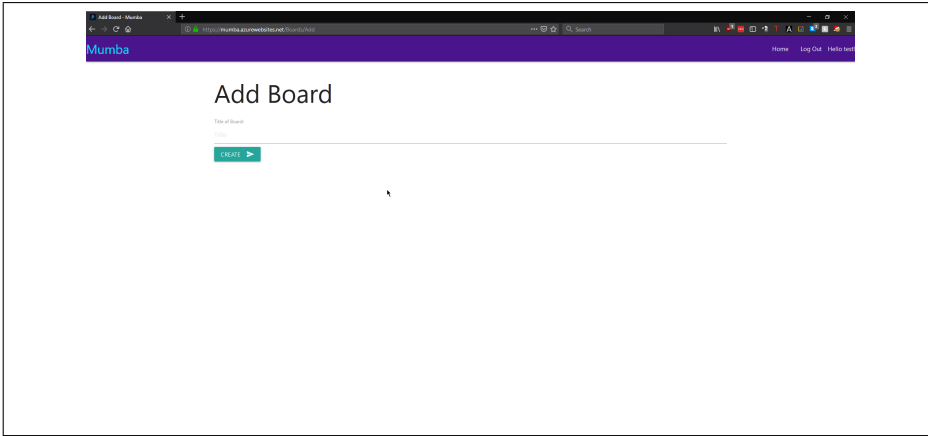 Add Board - Mumba
https://mumba.azurewebsites.net/Boards/Add
Search
Mumba
Home Log Out Hello test!
Add Board
Title of Board:
Title
CREATE